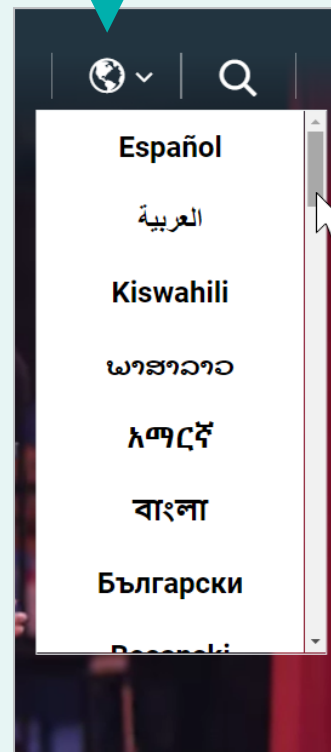 Español
العربية
Kiswahili
ພາສາລາວ
አማርኛ
বাংলা
Български